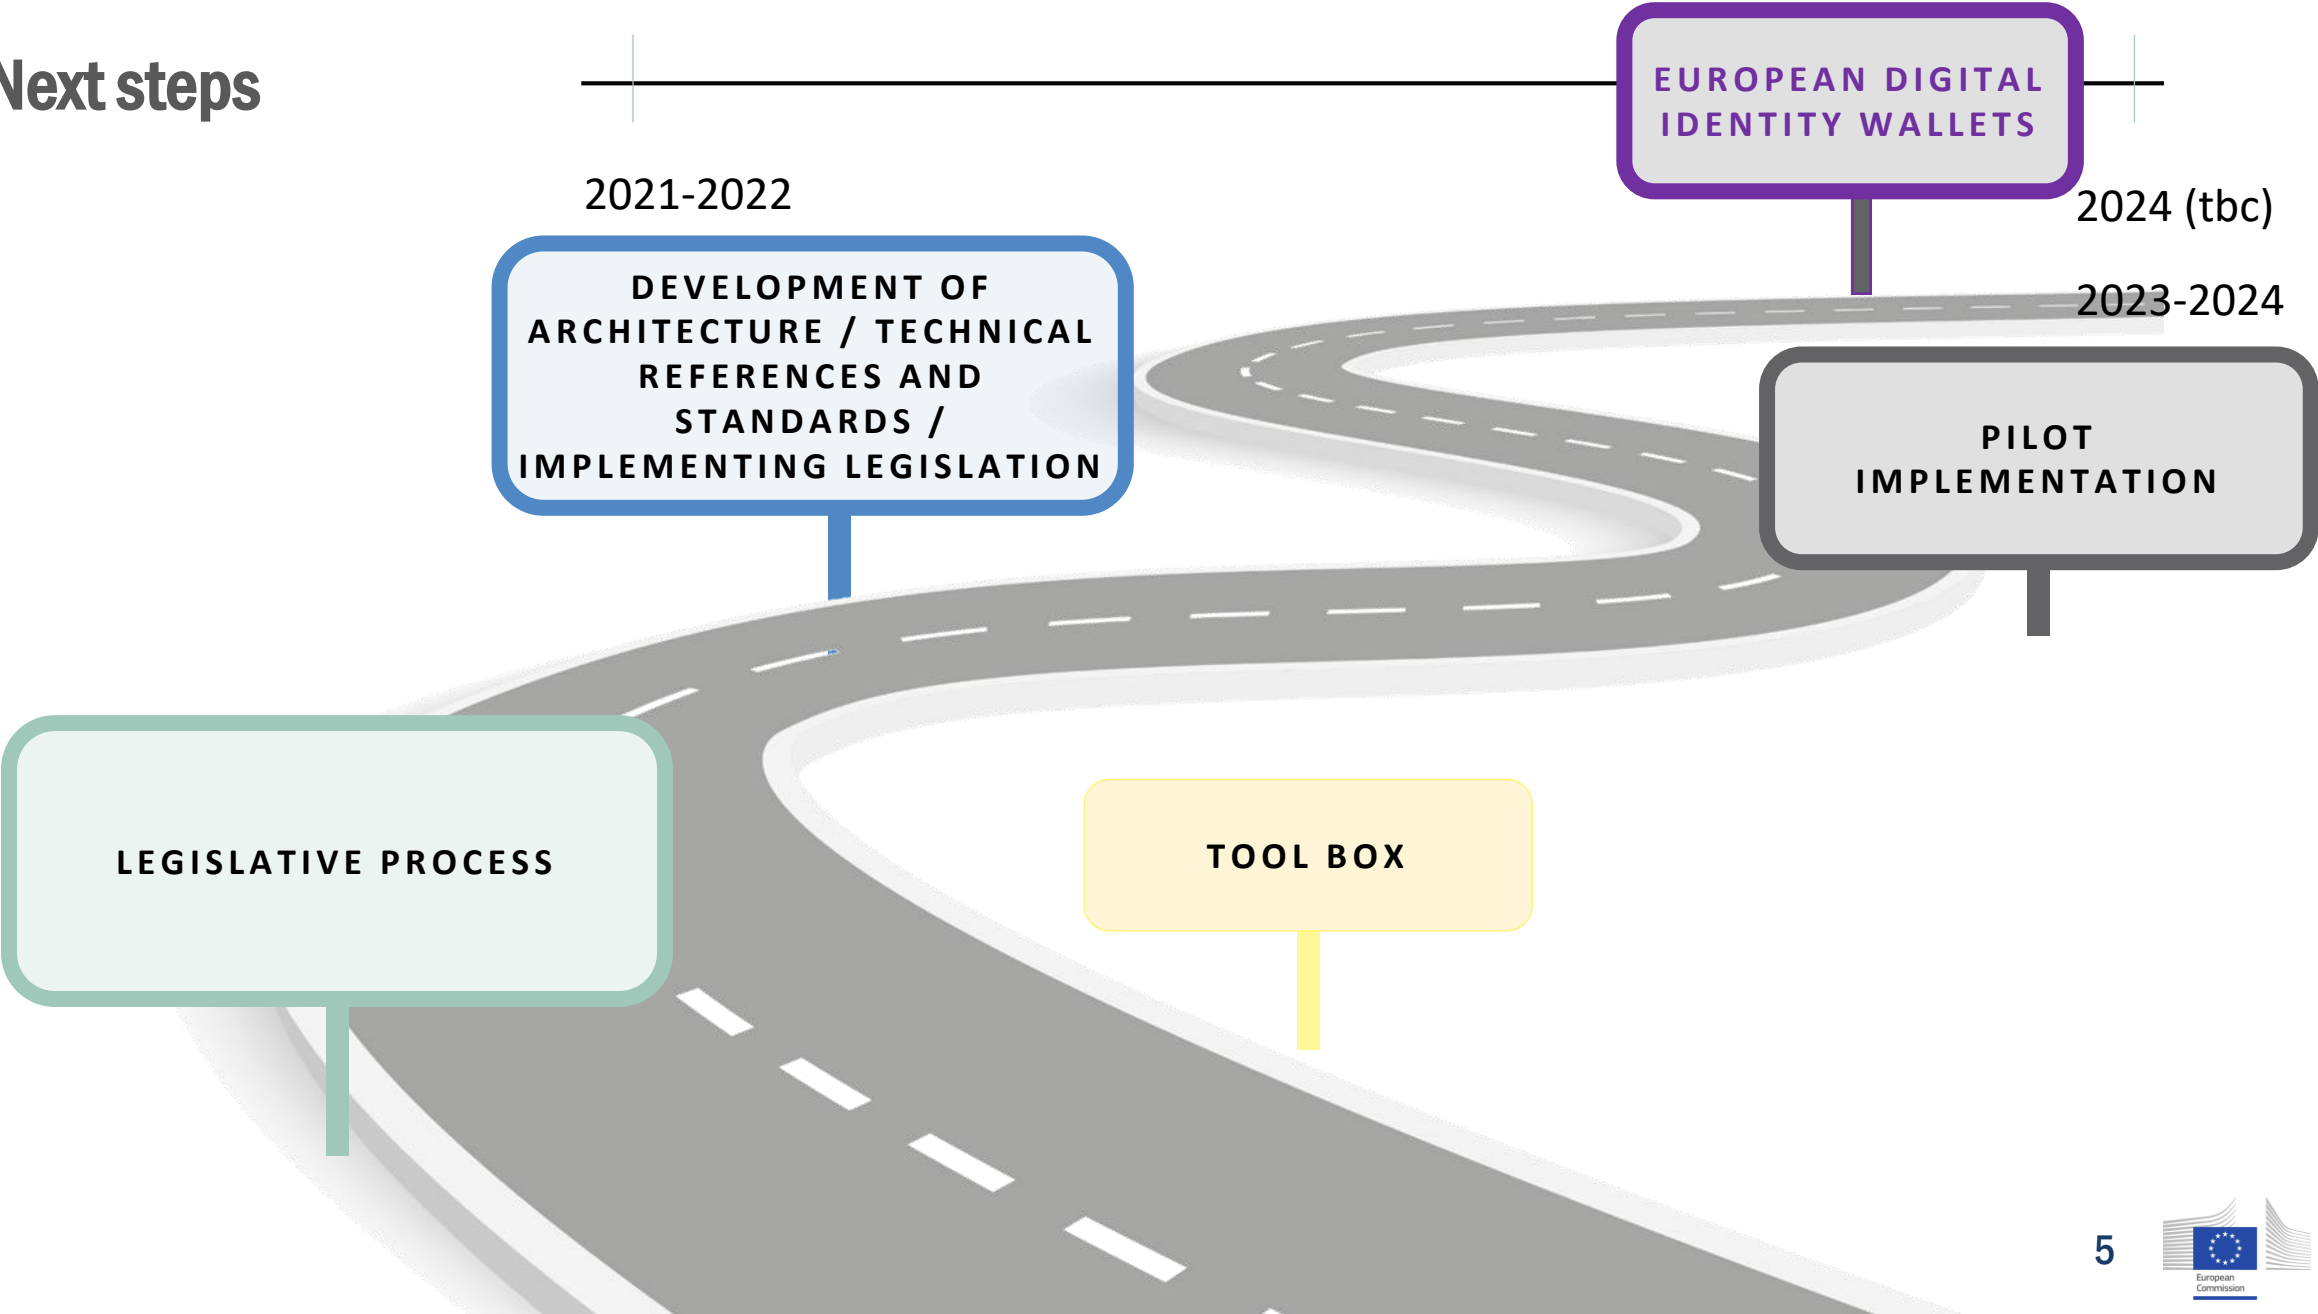 Next steps
EUROPEAN DIGITAL
IDENTITY WALLETS
2021-2022
2024 (tbc)
2023-2024
DEVELOPMENT OF
ARCHITECTURE / TECHNICAL
REFERENCES AND
STANDARDS /
IMPLEMENTING LEGISLATION
PILOT
IMPLEMENTATION
LEGISLATIVE PROCESS
TOOL BOX
5
European
Commission